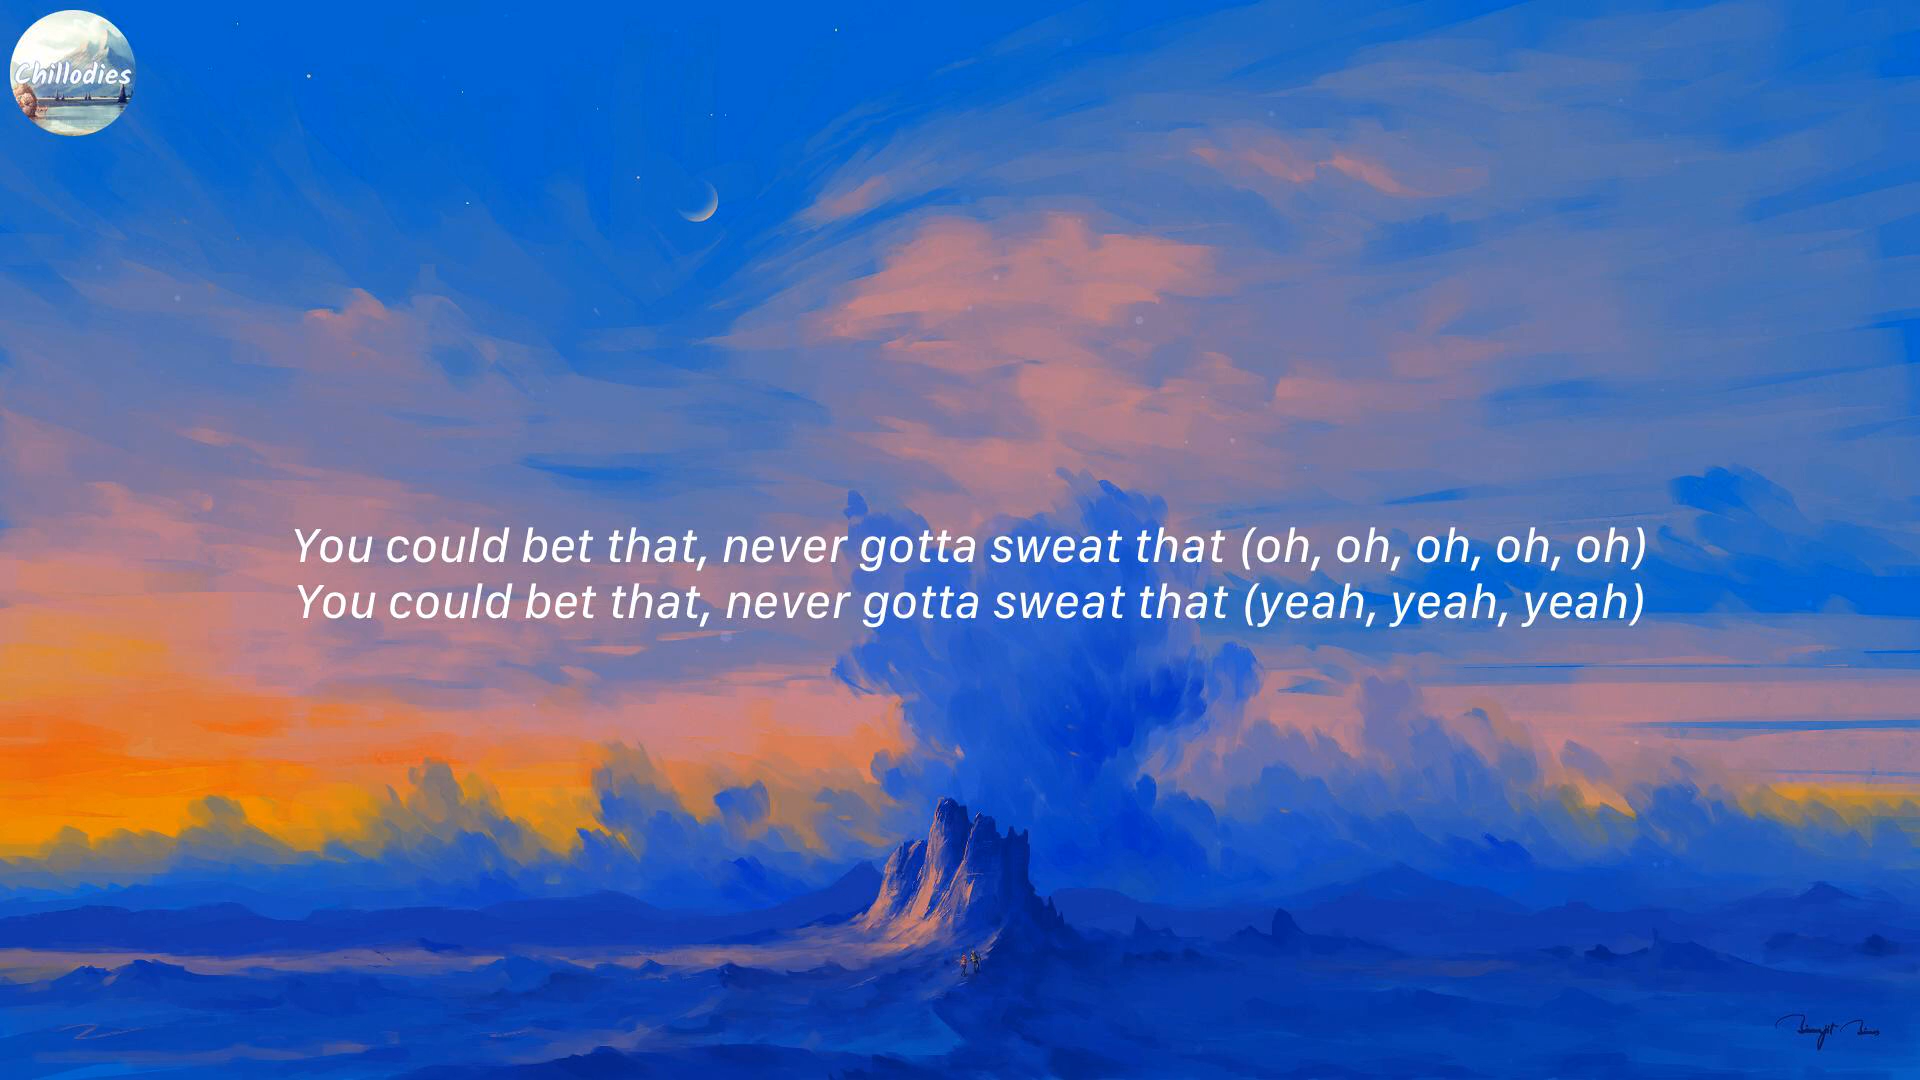 Chillodies
You could bet that, never gotta sweat that (oh, oh, oh, oh, oh)
You could bet that, never gotta sweat that (yeah, yeah, yeah)